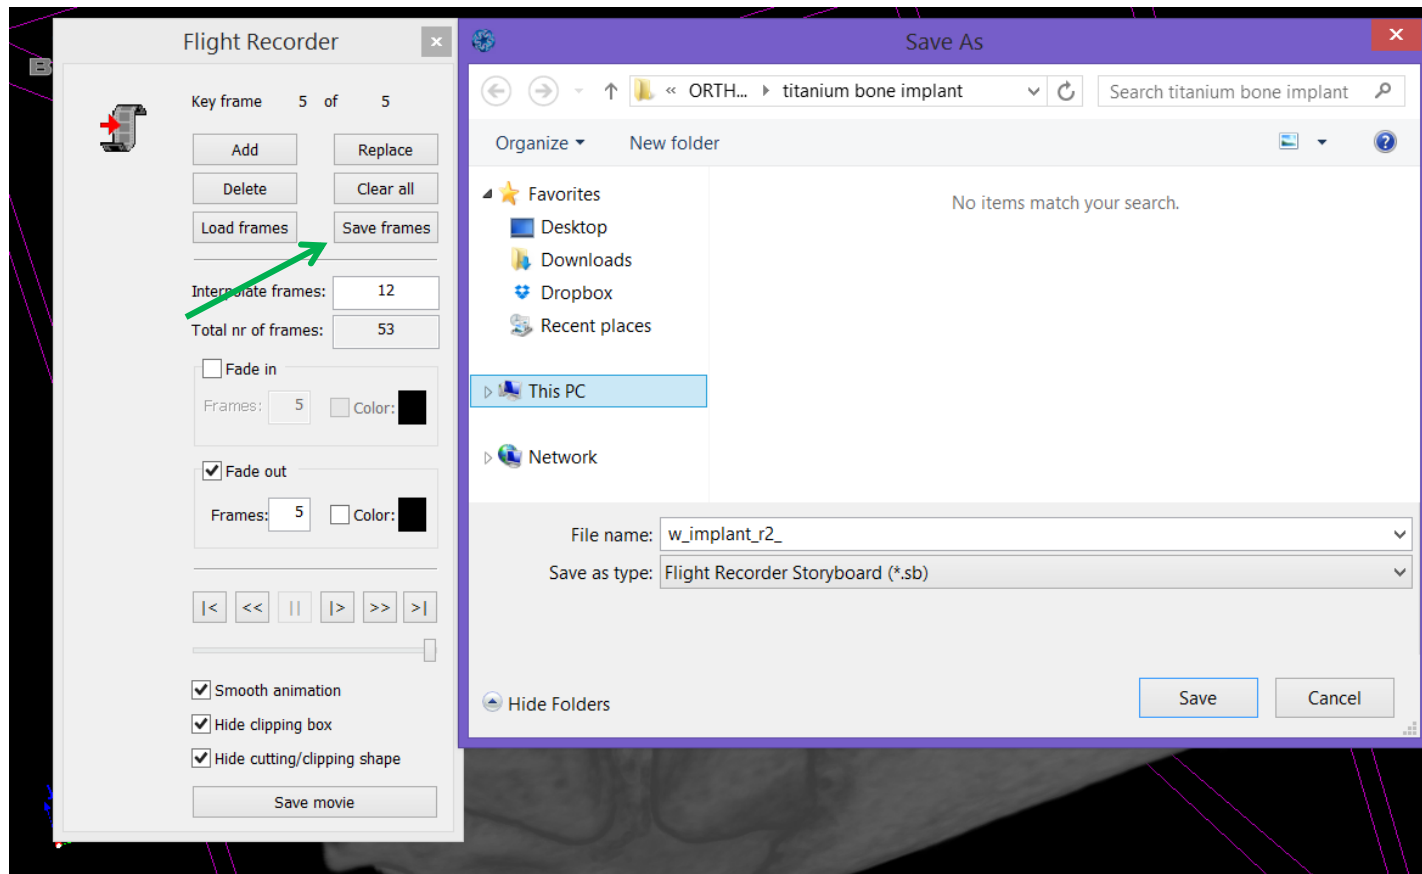 Flight Recorder
Key frame 5 of 5
Add Replace
Delete Clear all
Load frames Save frames
Interpolate frames: 12
Total nr of frames: 53
Fade in
Frames: 5 Color:
Fade out
Frames: 5 Color:
|< << || |> >> >|
Smooth animation
Hide clipping box
Hide cutting/clipping shape
Save movie
Save As
« ORTH... titanium bone implant Search titanium bone implant
Organize New folder
Favorites
Desktop
Downloads
Dropbox
Recent places
This PC
Network
No items match your search.
File name: w_implant_r2_
Save as type: Flight Recorder Storyboard (*.sb)
Hide Folders Save Cancel